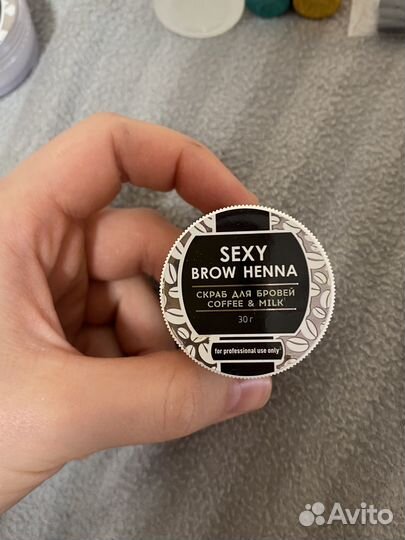 SEXY
BROW HENNA
СКРАБ ДЛЯ БРОВЕЙ
COFFEE & MILK
30 г
for professional use only
Avito